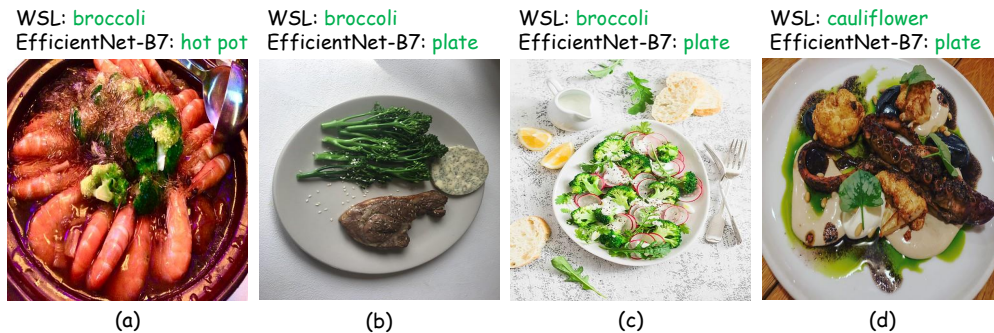 WSL: broccoli
EfficientNet-B7: hot pot
WSL: broccoli
EfficientNet-B7: plate
WSL: broccoli
EfficientNet-B7: plate
WSL: cauliflower
EfficientNet-B7: plate
(a)
(b)
(c)
(d)